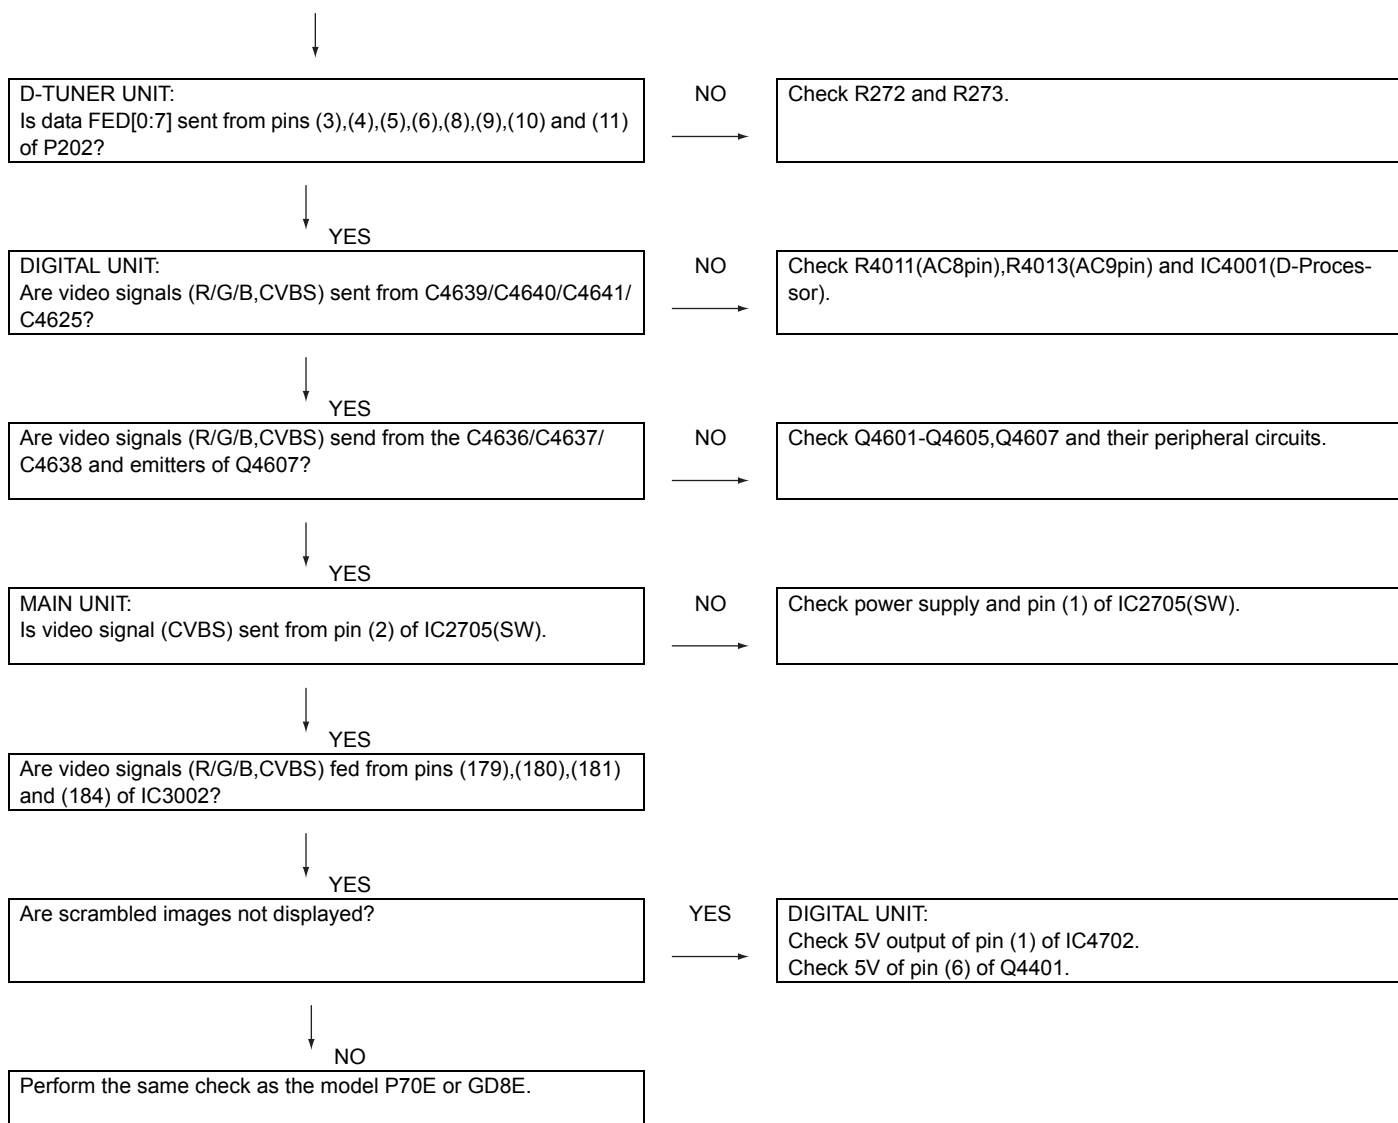 D-TUNER UNIT:
Is data FED[0:7] sent from pins (3),(4),(5),(6),(8),(9),(10) and (11)
of P202?
NO
Check R272 and R273.
YES
DIGITAL UNIT:
Are video signals (R/G/B,CVBS) sent from C4639/C4640/C4641/
C4625?
NO
Check R4011(AC8pin),R4013(AC9pin) and IC4001(D-Proces-
sor).
YES
Are video signals (R/G/B,CVBS) send from the C4636/C4637/
C4638 and emitters of Q4607?
NO
Check Q4601-Q4605,Q4607 and their peripheral circuits.
YES
MAIN UNIT:
Is video signal (CVBS) sent from pin (2) of IC2705(SW).
NO
Check power supply and pin (1) of IC2705(SW).
YES
Are video signals (R/G/B,CVBS) fed from pins (179),(180),(181)
and (184) of IC3002?
YES
Are scrambled images not displayed?
YES
DIGITAL UNIT:
Check 5V output of pin (1) of IC4702.
Check 5V of pin (6) of Q4401.
NO
Perform the same check as the model P70E or GD8E.